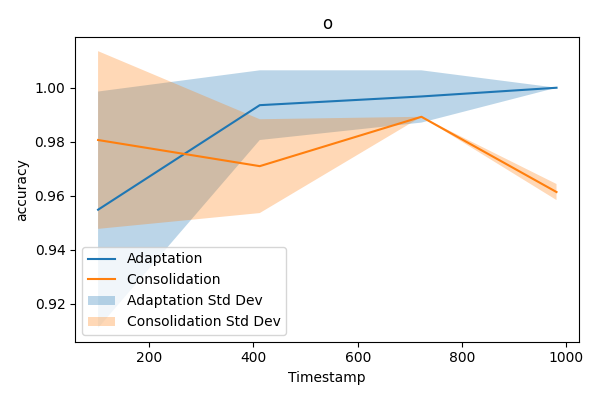 o
1.00
0.98
0.96
0.94
0.92
accuracy
Adaptation
Consolidation
Adaptation Std Dev
Consolidation Std Dev
200 400 600 800 1000
Timestamp